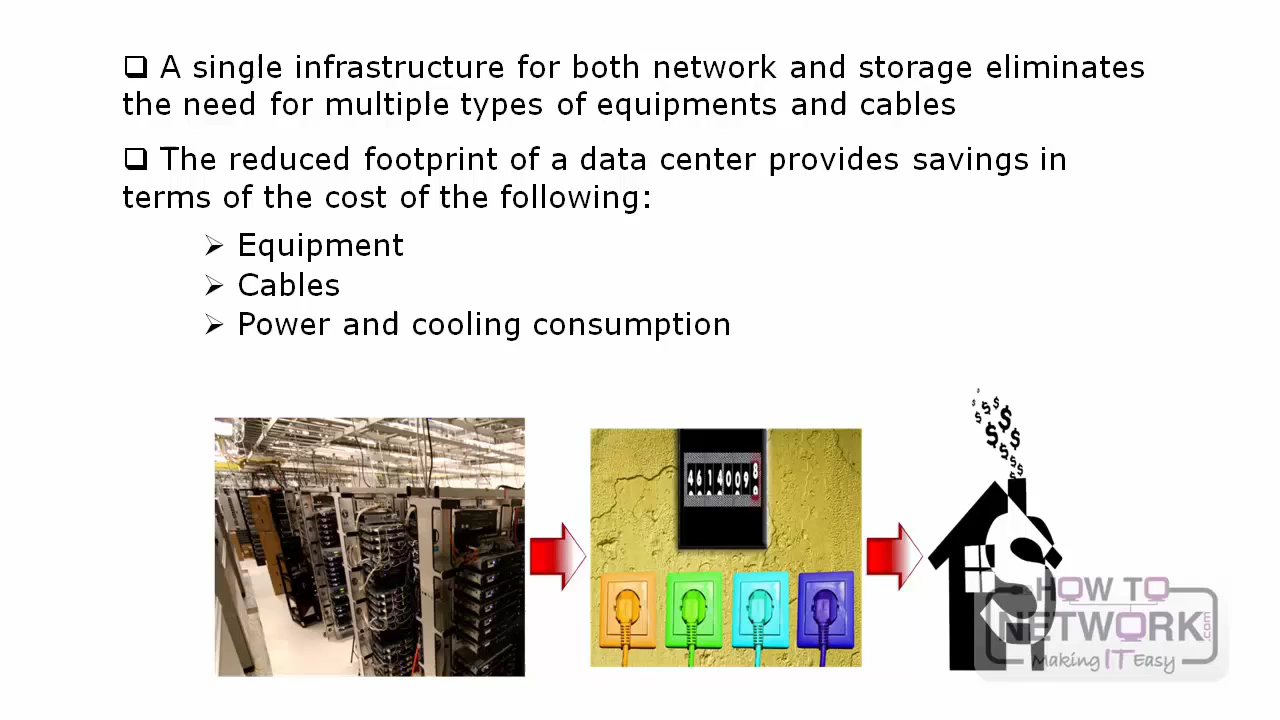 ❑ A single infrastructure for both network and storage eliminates
the need for multiple types of equipments and cables
❑ The reduced footprint of a data center provides savings in
terms of the cost of the following:
➢ Equipment
➢ Cables
➢ Power and cooling consumption
4614009
HOW TO
NETWORK.com
Making IT Easy